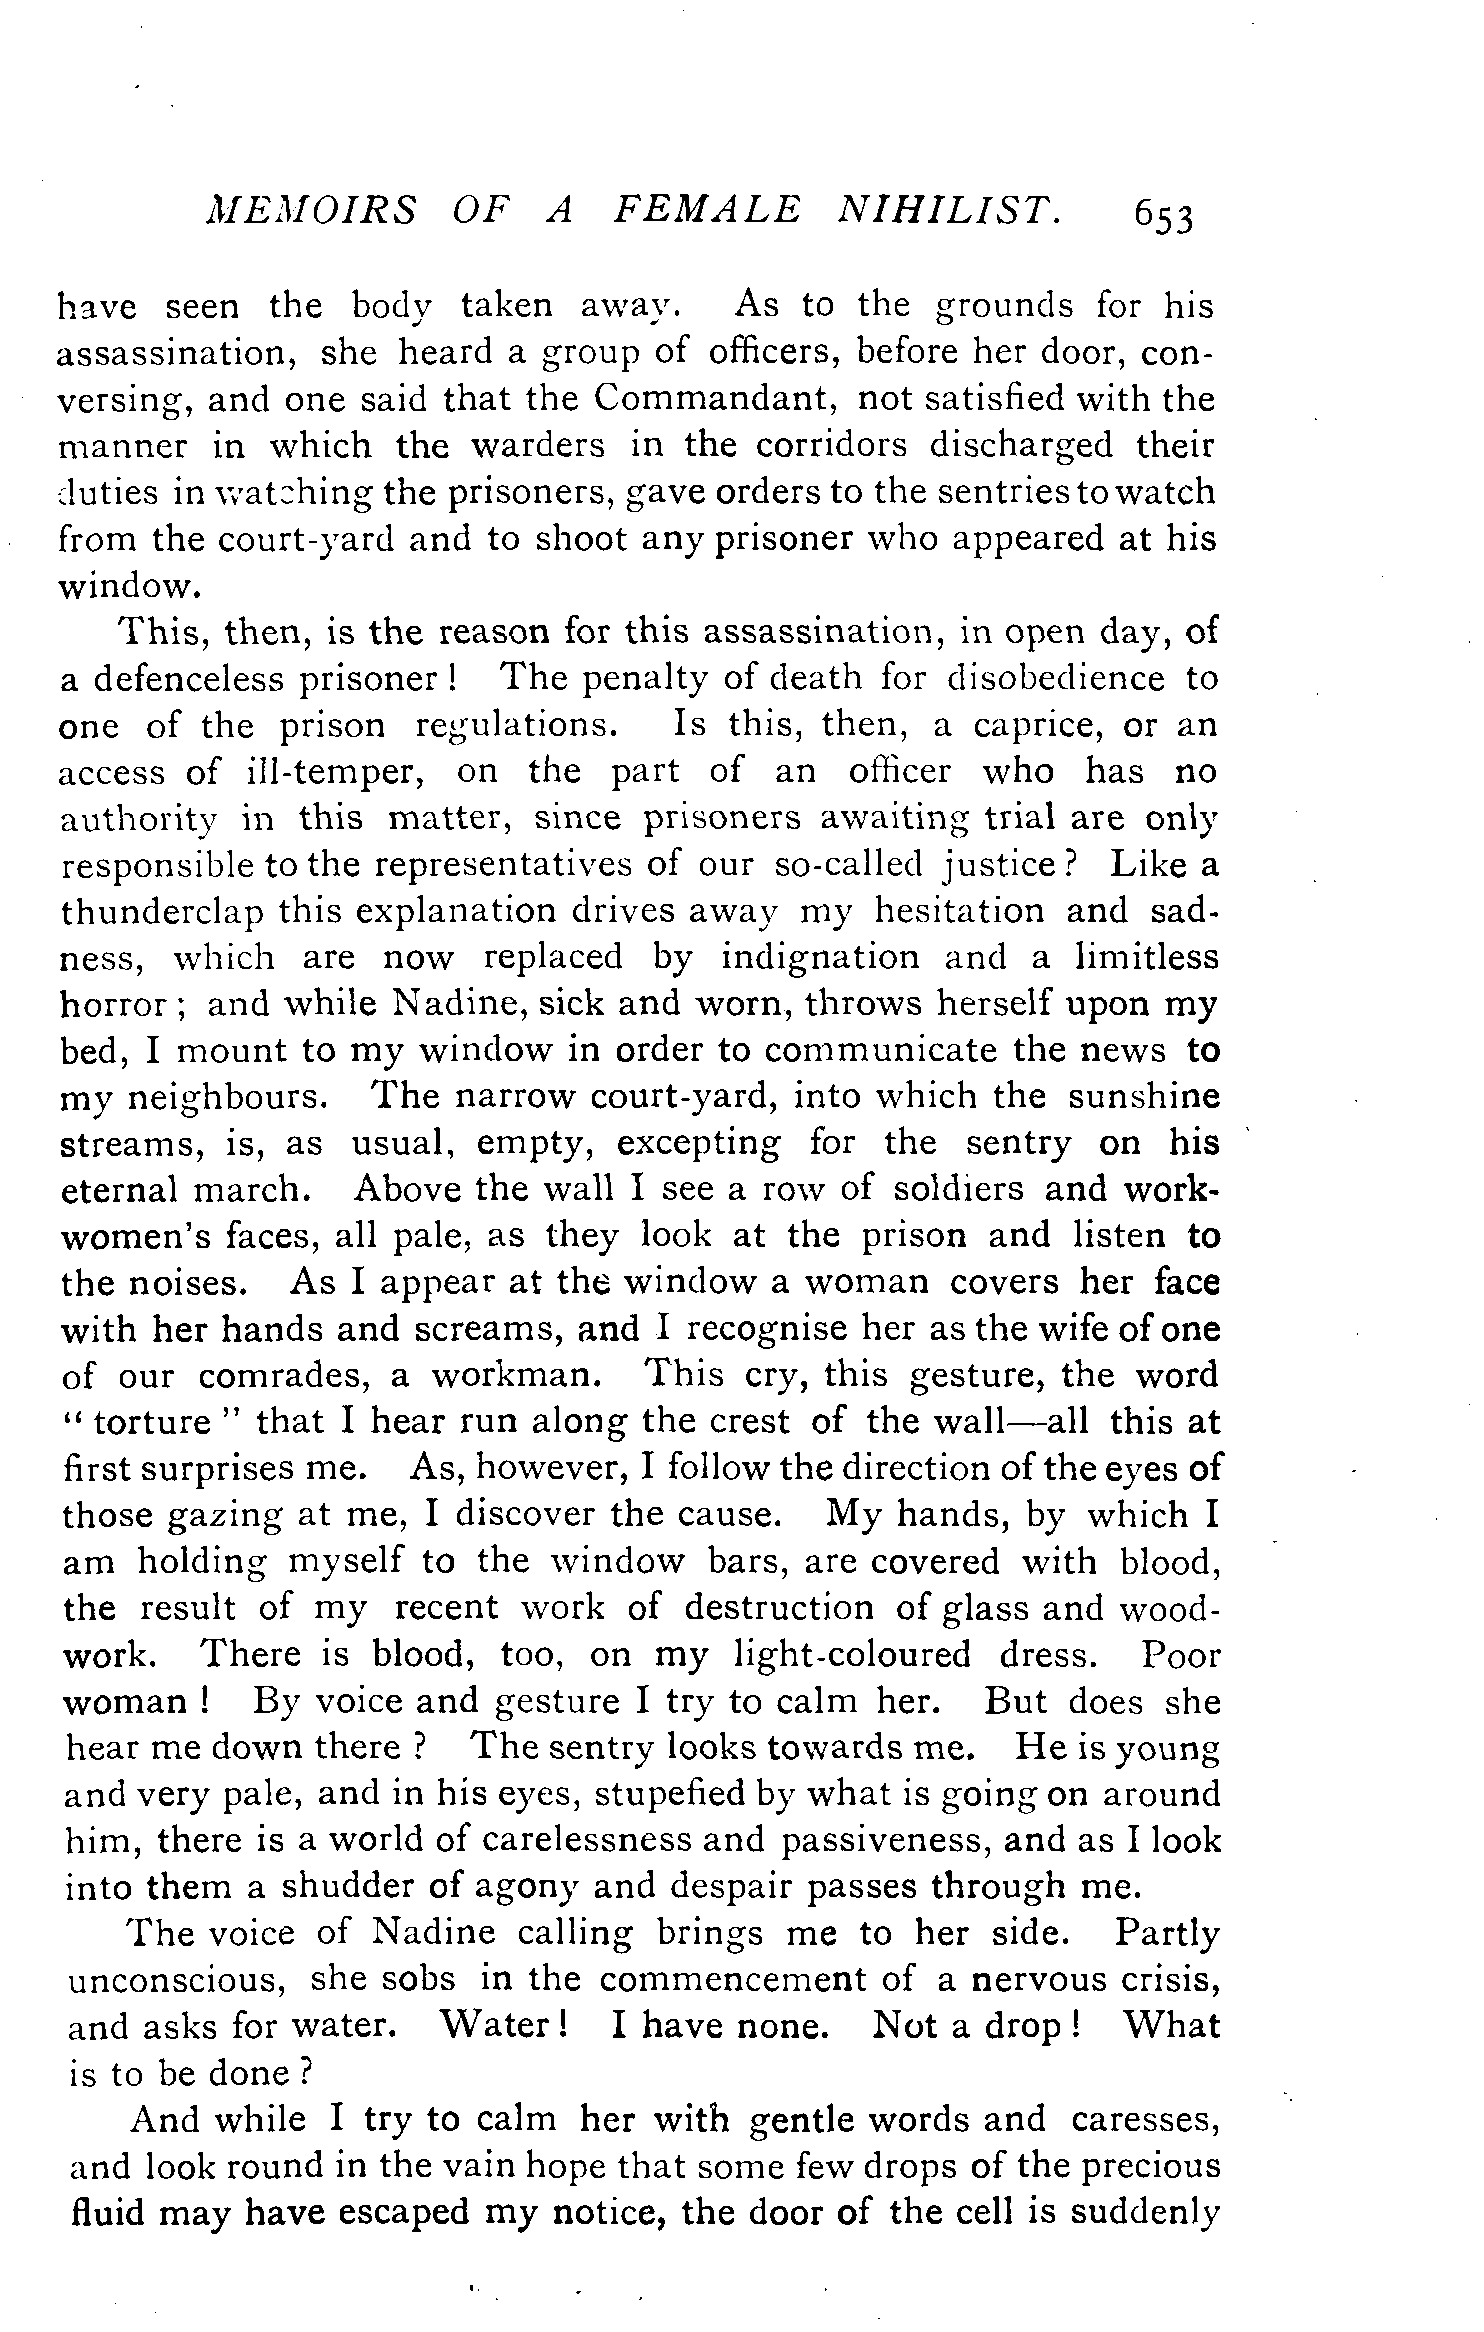 MEMOIRS OF A FEMALE NIHILIST. 653
have seen the body taken away. As to the grounds for his
assassination, she heard a group of officers, before her door, con-
versing, and one said that the Commandant, not satisfied with the
manner in which the warders in the corridors discharged their
duties in watching the prisoners, gave orders to the sentries to watch
from the court-yard and to shoot any prisoner who appeared at his
window.
This, then, is the reason for this assassination, in open day, of
a defenceless prisoner! The penalty of death for disobedience to
one of the prison regulations. Is this, then, a caprice, or an
access of ill-temper, on the part of an officer who has no
authority in this matter, since prisoners awaiting trial are only
responsible to the representatives of our so-called justice? Like a
thunderclap this explanation drives away my hesitation and sad-
ness, which are now replaced by indignation and a limitless
horror; and while Nadine, sick and worn, throws herself upon my
bed, I mount to my window in order to communicate the news to
my neighbours. The narrow court-yard, into which the sunshine
streams, is, as usual, empty, excepting for the sentry on his
eternal march. Above the wall I see a row of soldiers and work-
women's faces, all pale, as they look at the prison and listen to
the noises. As I appear at the window a woman covers her face
with her hands and screams, and I recognise her as the wife of one
of our comrades, a workman. This cry, this gesture, the word
"torture" that I hear run along the crest of the wall—all this at
first surprises me. As, however, I follow the direction of the eyes of
those gazing at me, I discover the cause. My hands, by which I
am holding myself to the window bars, are covered with blood,
the result of my recent work of destruction of glass and wood-
work. There is blood, too, on my light-coloured dress. Poor
woman! By voice and gesture I try to calm her. But does she
hear me down there? The sentry looks towards me. He is young
and very pale, and in his eyes, stupefied by what is going on around
him, there is a world of carelessness and passiveness, and as I look
into them a shudder of agony and despair passes through me.
The voice of Nadine calling brings me to her side. Partly
unconscious, she sobs in the commencement of a nervous crisis,
and asks for water. Water! I have none. Not a drop! What
is to be done?
And while I try to calm her with gentle words and caresses,
and look round in the vain hope that some few drops of the precious
fluid may have escaped my notice, the door of the cell is suddenly